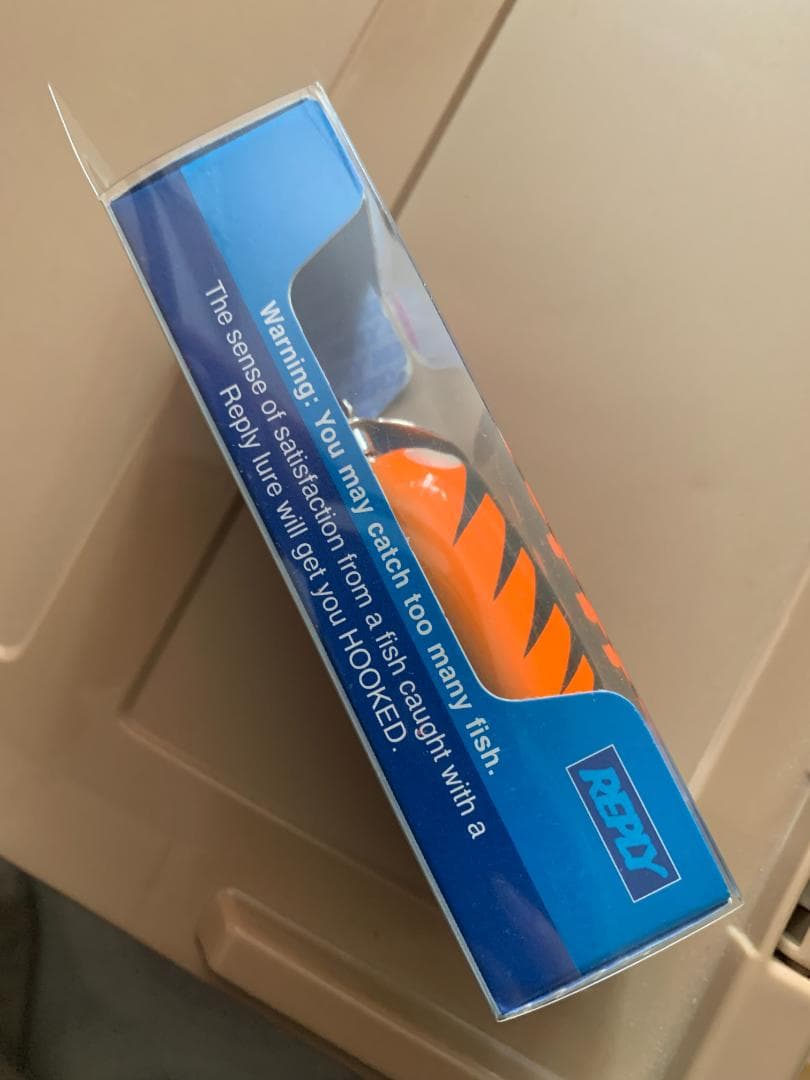 Warning: You may catch too many fish.
The sense of satisfaction from a fish caught with a
Reply lure will get you HOOKED.
REPLY